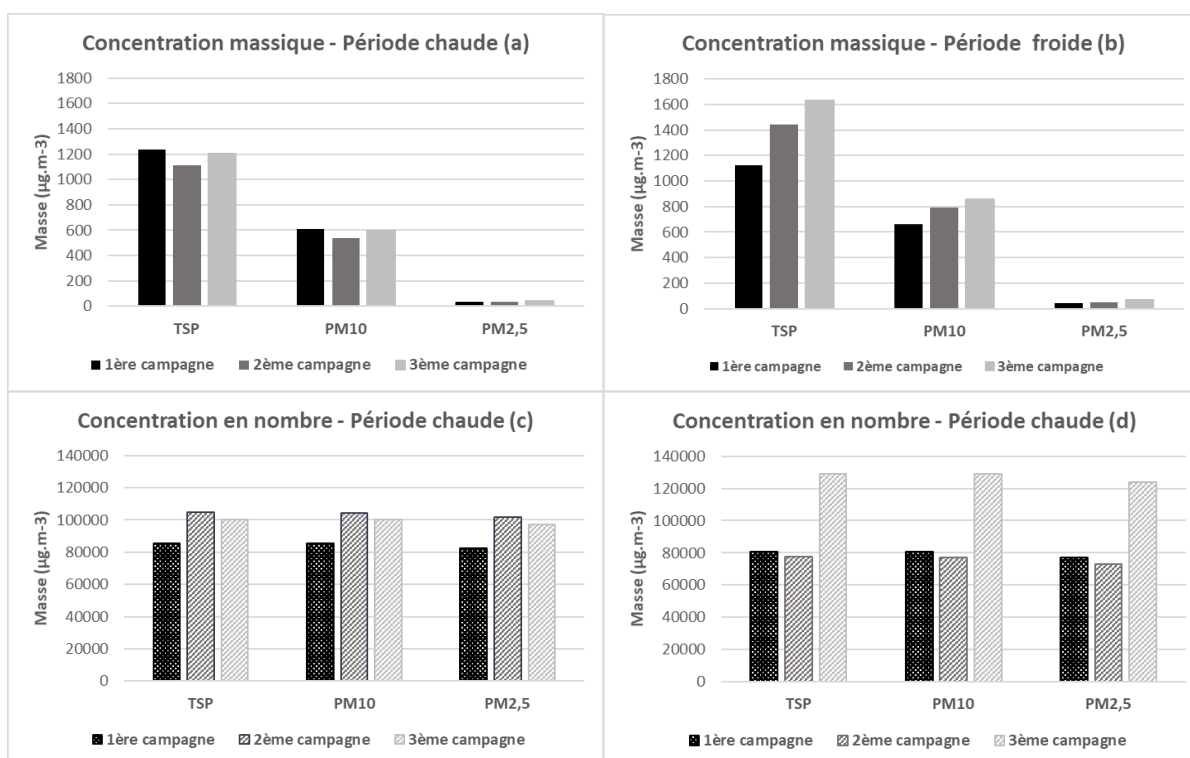 Concentration massique - Période chaude (a)
Masse (µg.m-3)
1800
1600
1400
1200
1000
800
600
400
200
0
TSP PM10 PM2,5
1ère campagne 2ème campagne 3ème campagne
Concentration massique - Période froide (b)
Masse (µg.m-3)
1800
1600
1400
1200
1000
800
600
400
200
0
TSP PM10 PM2,5
1ère campagne 2ème campagne 3ème campagne
Concentration en nombre - Période chaude (c)
Masse (µg.m-3)
140000
120000
100000
80000
60000
40000
20000
0
TSP PM10 PM2,5
1ère campagne 2ème campagne 3ème campagne
Concentration en nombre - Période chaude (d)
Masse (µg.m-3)
140000
120000
100000
80000
60000
40000
20000
0
TSP PM10 PM2,5
1ère campagne 2ème campagne 3ème campagne